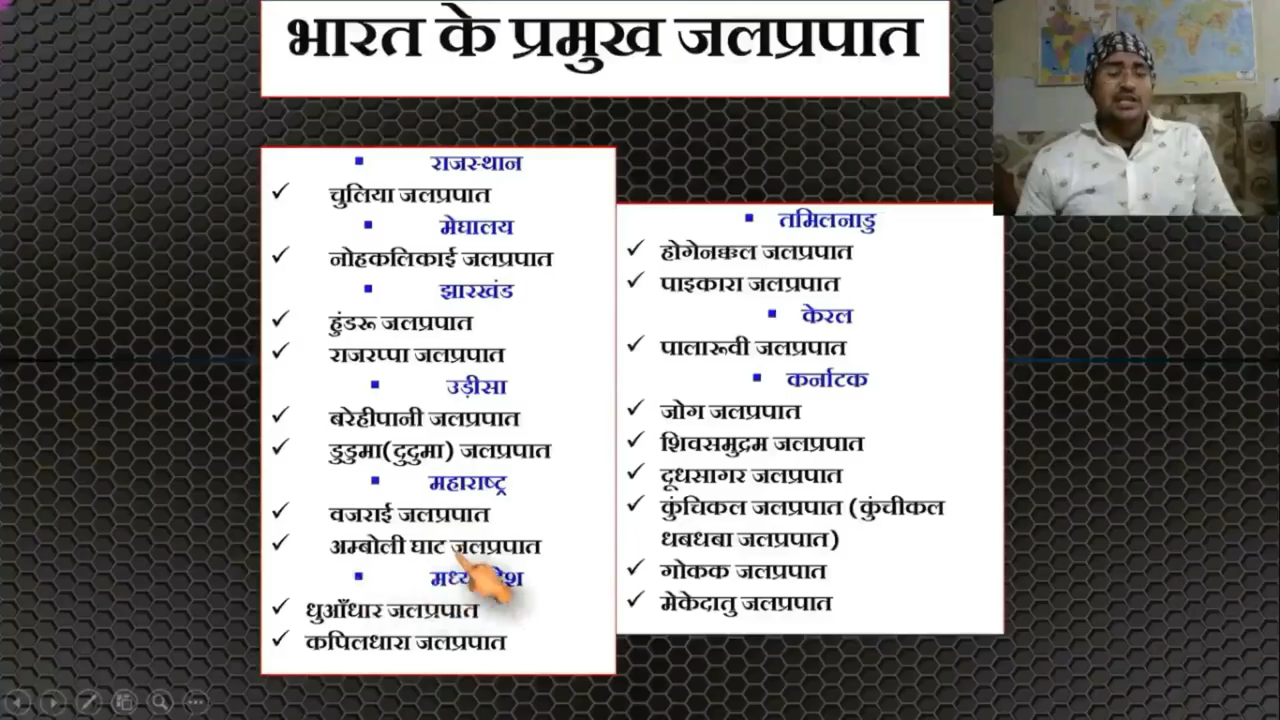 भारत के प्रमुख जलप्रपात
राजस्थान
चुलिया जलप्रपात
मेघालय
नोहकलिकाई जलप्रपात
झारखंड
हुंडरू जलप्रपात
राजरप्पा जलप्रपात
उड़ीसा
बरेहीपानी जलप्रपात
डुडुमा(दुदुमा) जलप्रपात
महाराष्ट्र
वजराई जलप्रपात
अम्बोली घाट जलप्रपात
धुआँधार जलप्रपात
कपिलधारा जलप्रपात
तमिलनाडु
होगेनक्कल जलप्रपात
पाइकारा जलप्रपात
केरल
पालारूवी जलप्रपात
कर्नाटक
जोग जलप्रपात
शिवसमुद्रम जलप्रपात
दूधसागर जलप्रपात
कुंचिकल जलप्रपात (कुंचीकल
धबधबा जलप्रपात)
गोकक जलप्रपात
मेकेदातु जलप्रपात